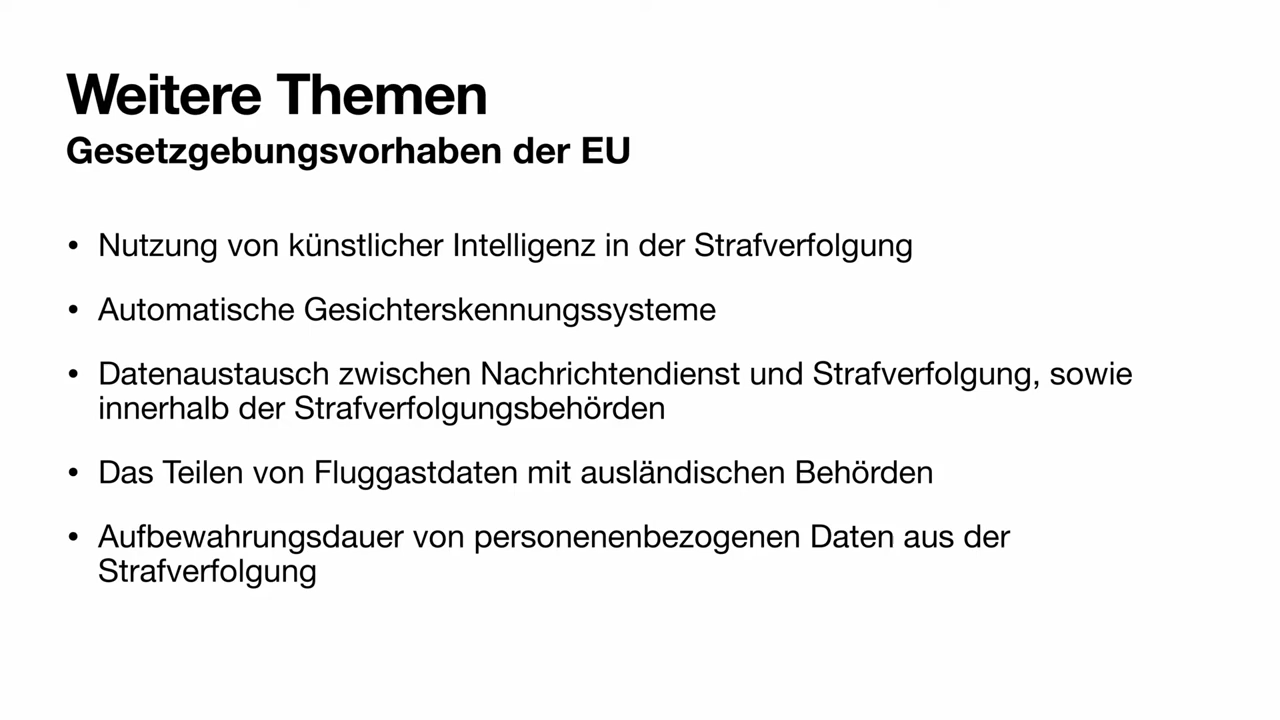 Weitere Themen
Gesetzgebungsvorhaben der EU
• Nutzung von künstlicher Intelligenz in der Strafverfolgung
• Automatische Gesichterskennungssysteme
• Datenaustausch zwischen Nachrichtendienst und Strafverfolgung, sowie
innerhalb der Strafverfolgungsbehörden
• Das Teilen von Fluggastdaten mit ausländischen Behörden
• Aufbewahrungsdauer von personenenbezogenen Daten aus der
Strafverfolgung